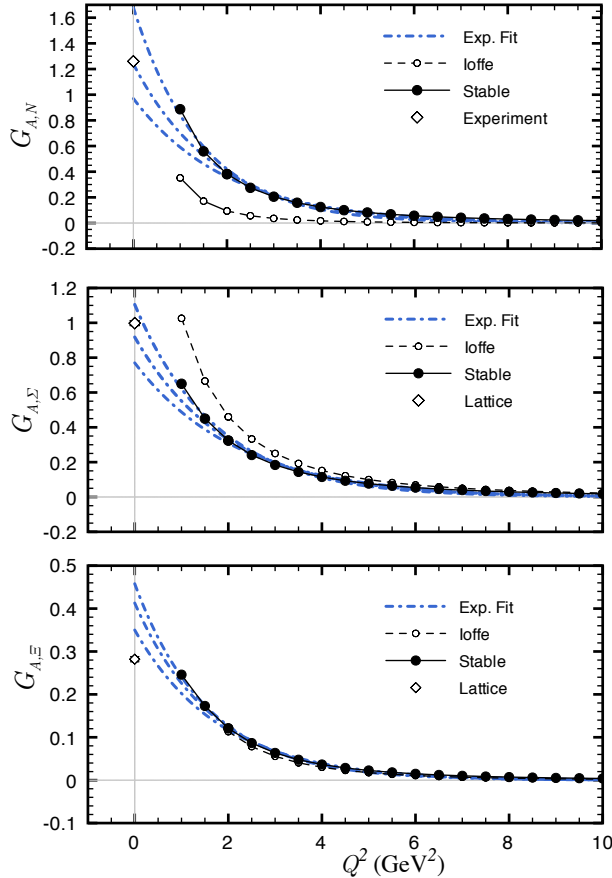 1.6
1.4
1.2
1
0.8
0.6
0.4
0.2
0
-0.2
G_{A,N}
Exp. Fit
Ioffe
Stable
Experiment
1.2
1
0.8
0.6
0.4
0.2
0
-0.2
G_{A,Σ}
Exp. Fit
Ioffe
Stable
Lattice
0.5
0.4
0.3
0.2
0.1
0
-0.1
G_{A,Ξ}
Exp. Fit
Ioffe
Stable
Lattice
0 2 4 6 8 10
Q² (GeV²)